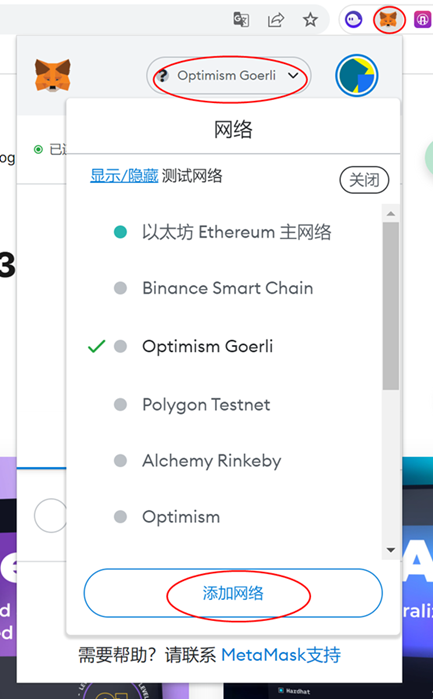 ? Optimism Goerli
og
网络
显示/隐藏 测试网络
关闭
以太坊 Ethereum 主网络
3
Binance Smart Chain
Optimism Goerli
Polygon Testnet
Alchemy Rinkeby
Optimism
添加网络
e
A
d
ed
raliz
需要帮助？请联系 MetaMask支持
Hardhat